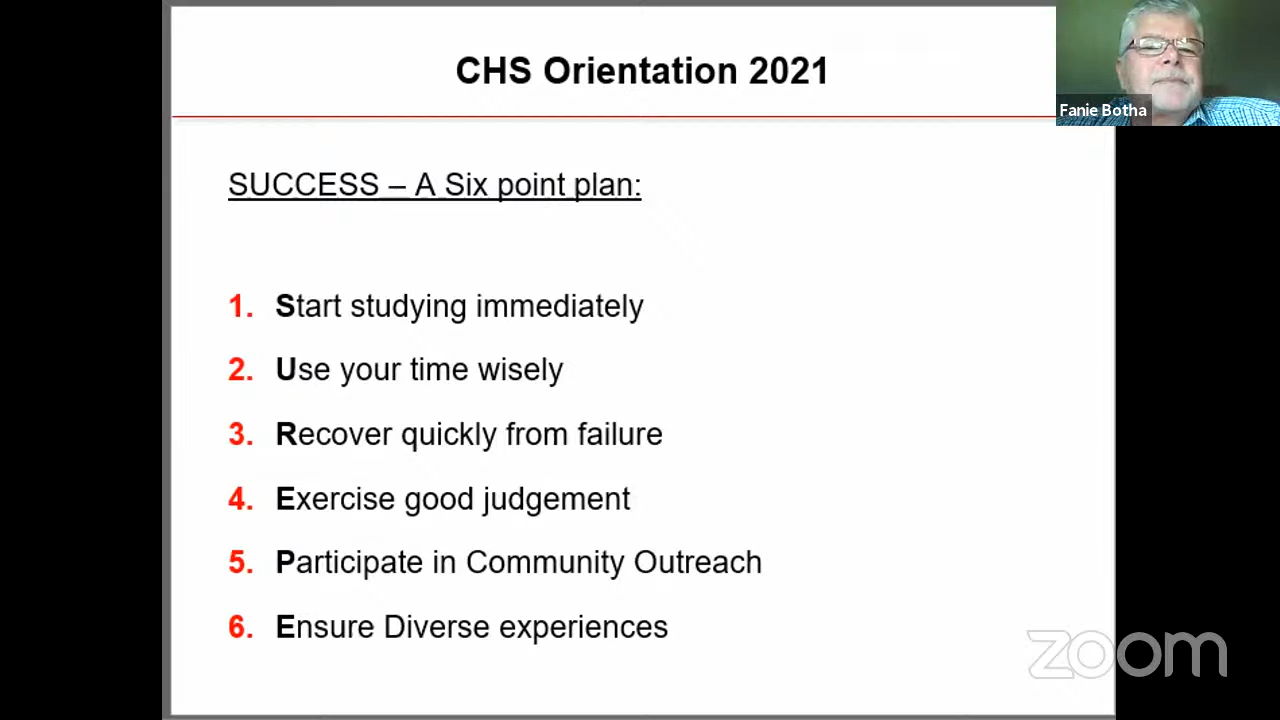 CHS Orientation 2021
Fanie Botha
SUCCESS – A Six point plan:
1. Start studying immediately
2. Use your time wisely
3. Recover quickly from failure
4. Exercise good judgement
5. Participate in Community Outreach
6. Ensure Diverse experiences
zoom